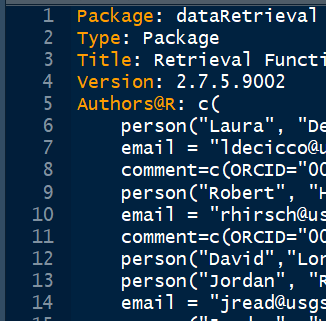 1 Package: dataRetrieval
2 Type: Package
3 Title: Retrieval Functi
4 Version: 2.7.5.9002
5 Authors@R: c(
6 person("Laura", "De
7 email = "ldecicco@u
8 comment=c(ORCID="00
9 person("Robert", "H
10 email = "rhirsch@us
11 comment=c(ORCID="00
12 person("David","Lor
13 person("Jordan", "R
14 email = "jread@usgs